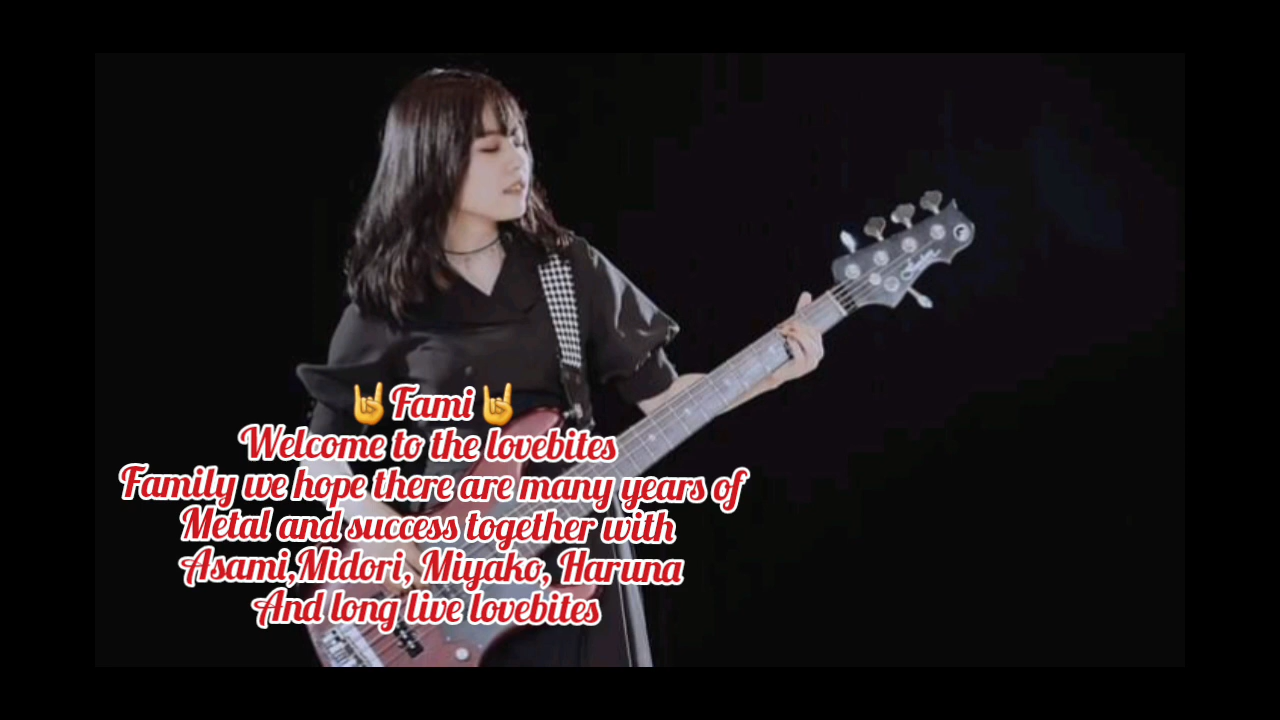 🤘Fami🤘
Welcome to the lovebites
Family we hope there are many years of
Metal and success together with
Asami,Midori, Miyako, Haruna
And long live lovebites